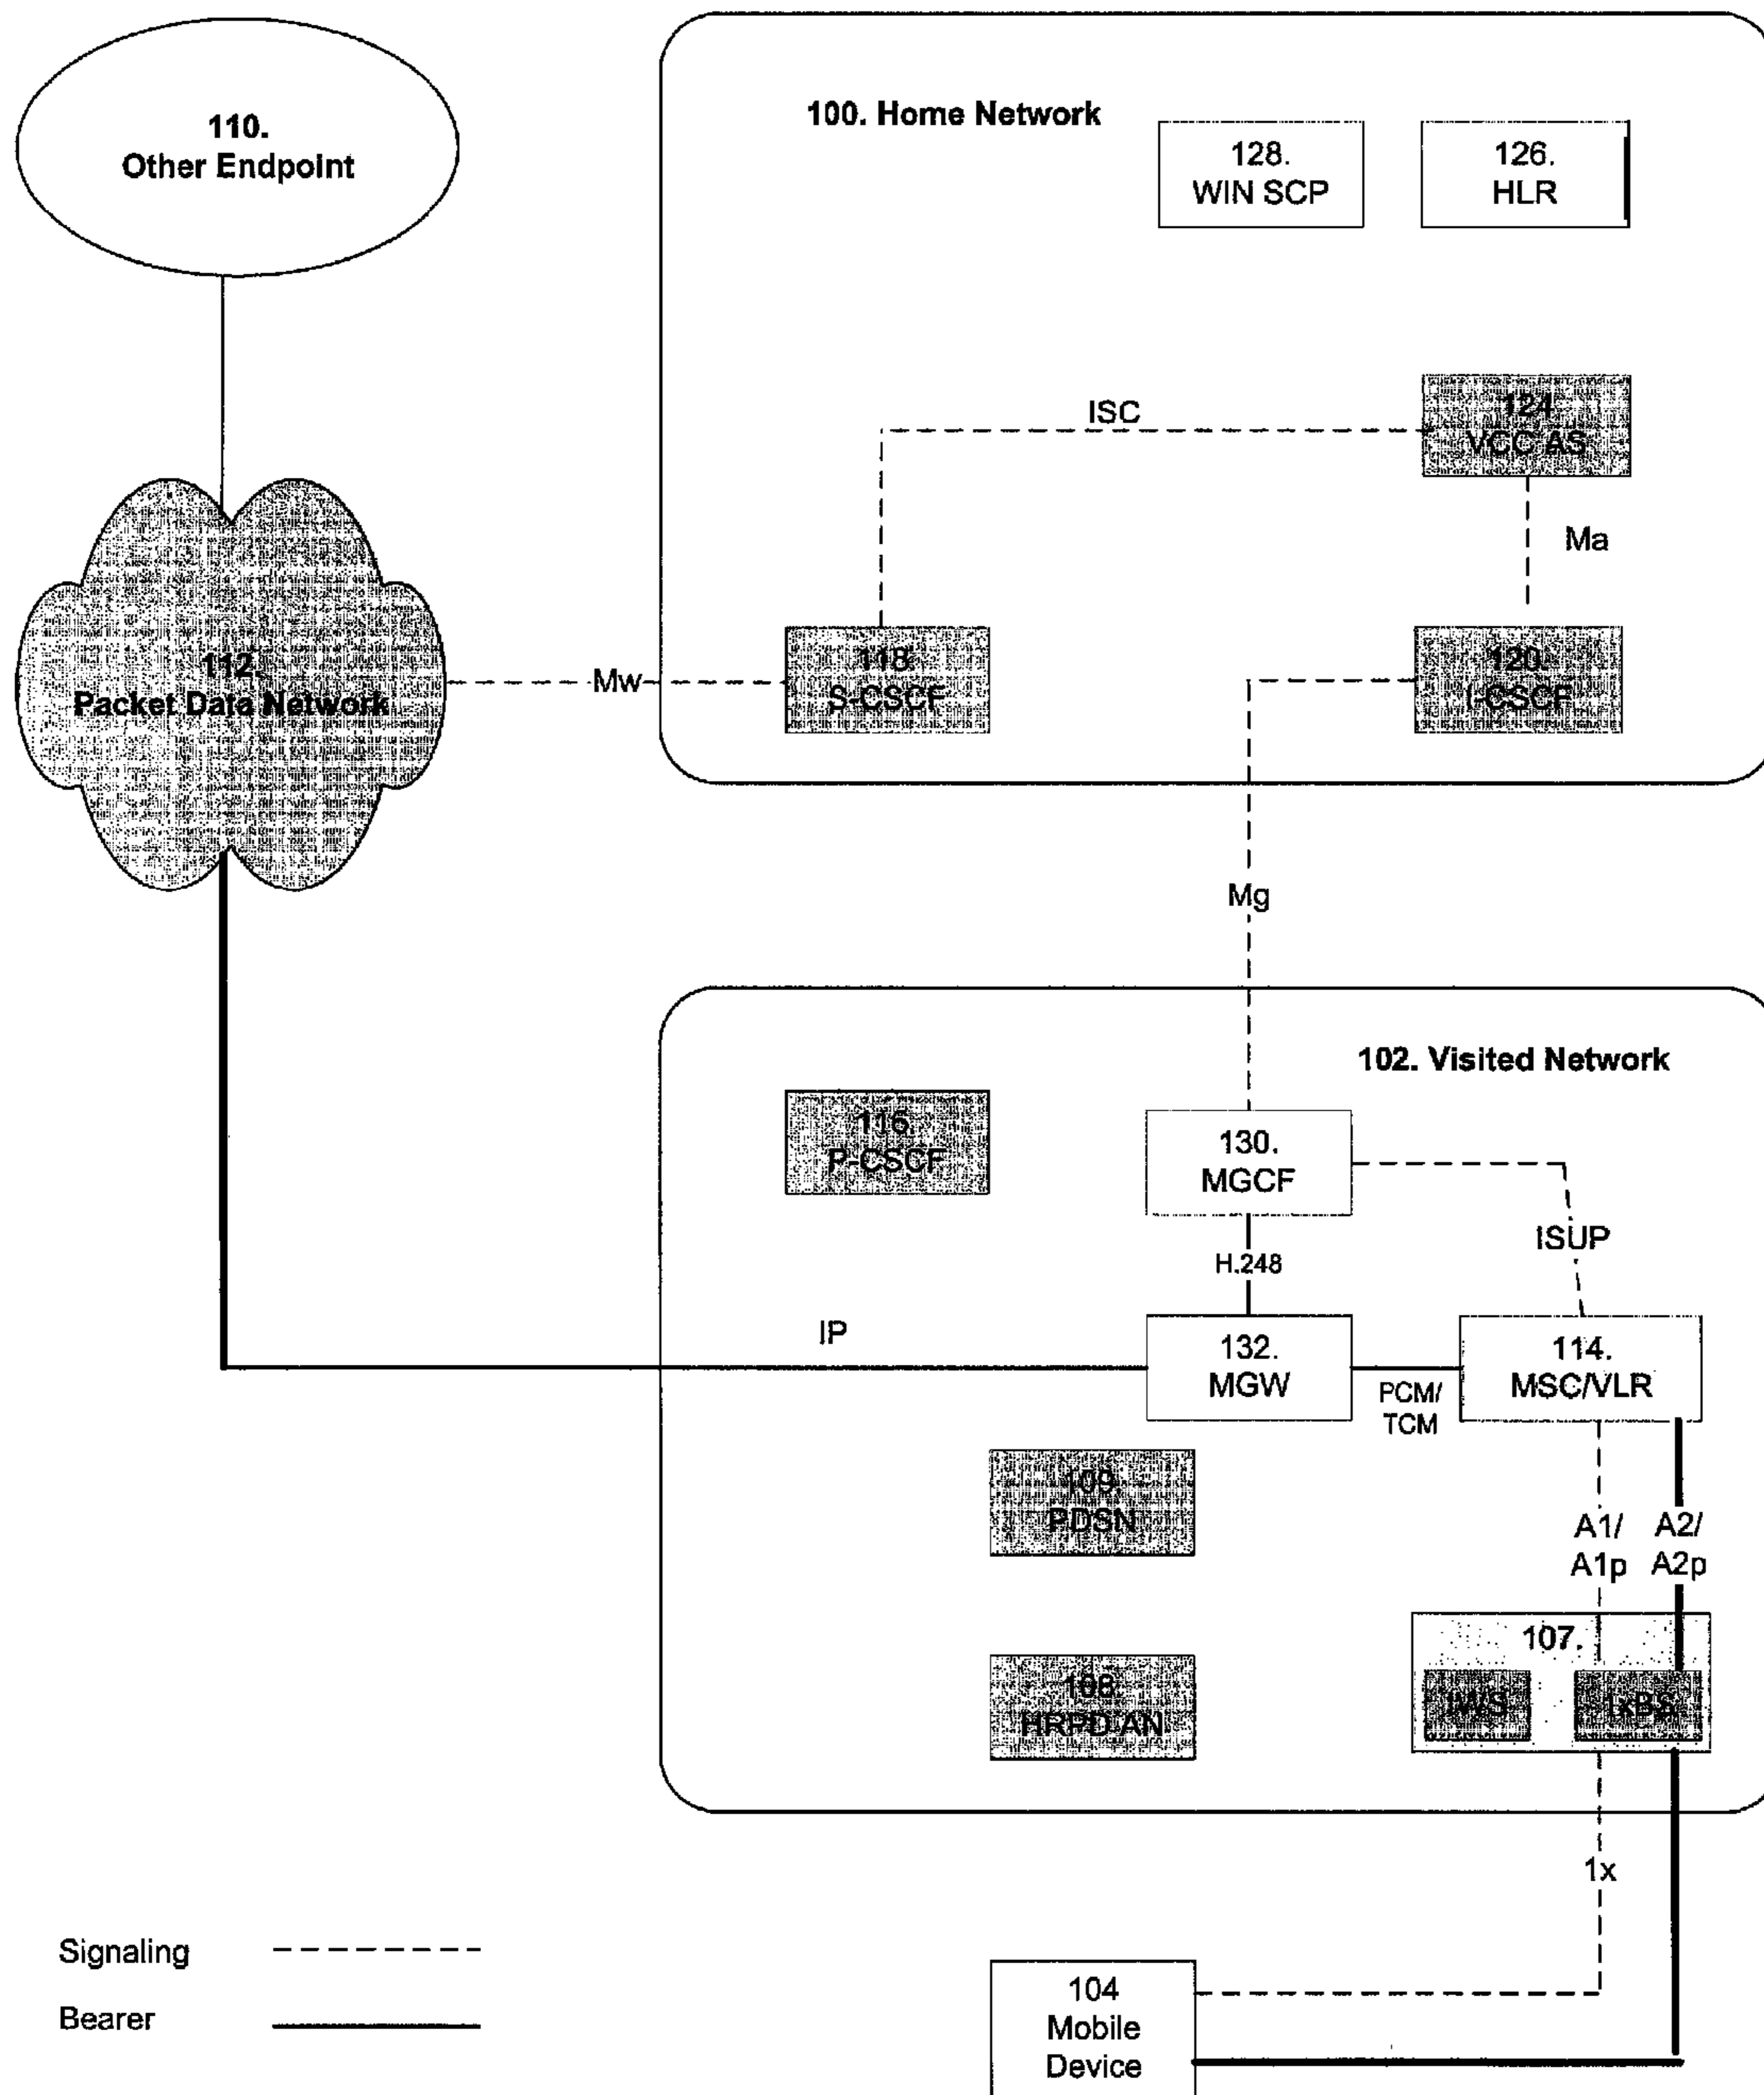 110.
Other Endpoint
100. Home Network
128.
WIN SCP
126.
HLR
ISC
124.
VCC AS
Ma
112.
Packet Data Network
Mw
118.
S-CSCF
120.
I-CSCF
Mg
102. Visited Network
116.
P-CSCF
130.
MGCF
ISUP
H.248
IP
132.
MGW
PCM/
TCM
114.
MSC/VLR
109.
PDSN
A1/
A1p
A2/
A2p
107.
108.
HRPD AN
IWS
1xBS
1x
Signaling
Bearer
104
Mobile
Device